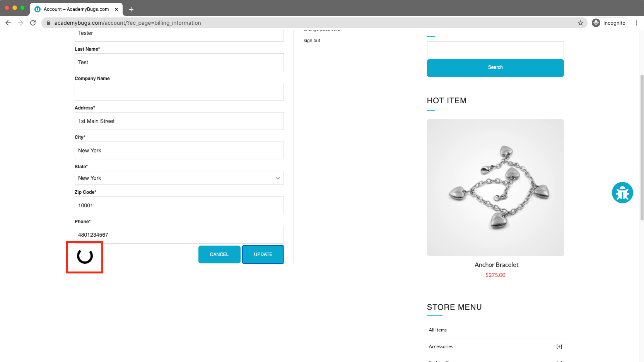 Account – AcademyBugs.com
academybugs.com/account/?ec_page=billing_information
Incognito
Tester
sign out
Last Name*
Test
Search
Company Name
HOT ITEM
Address*
1st Main Street
City*
New York
State*
New York
Zip Code*
10001
Phone*
4801234567
CANCEL
UPDATE
Anchor Bracelet
$275.00
STORE MENU
All Items
Accessories
[+]